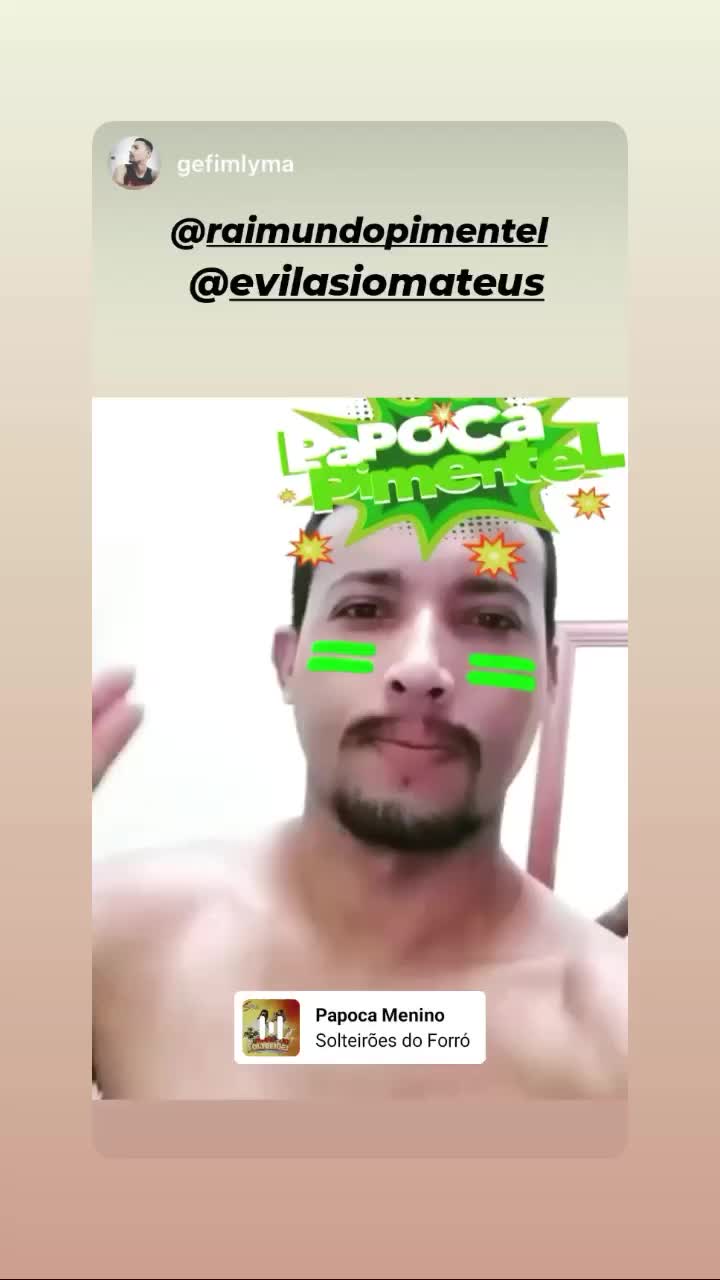 gefimlyma
@raimundopimentel
@evilasiomateus
PaPOCa
PimenteL
Papoca Menino
Solteirões do Forró